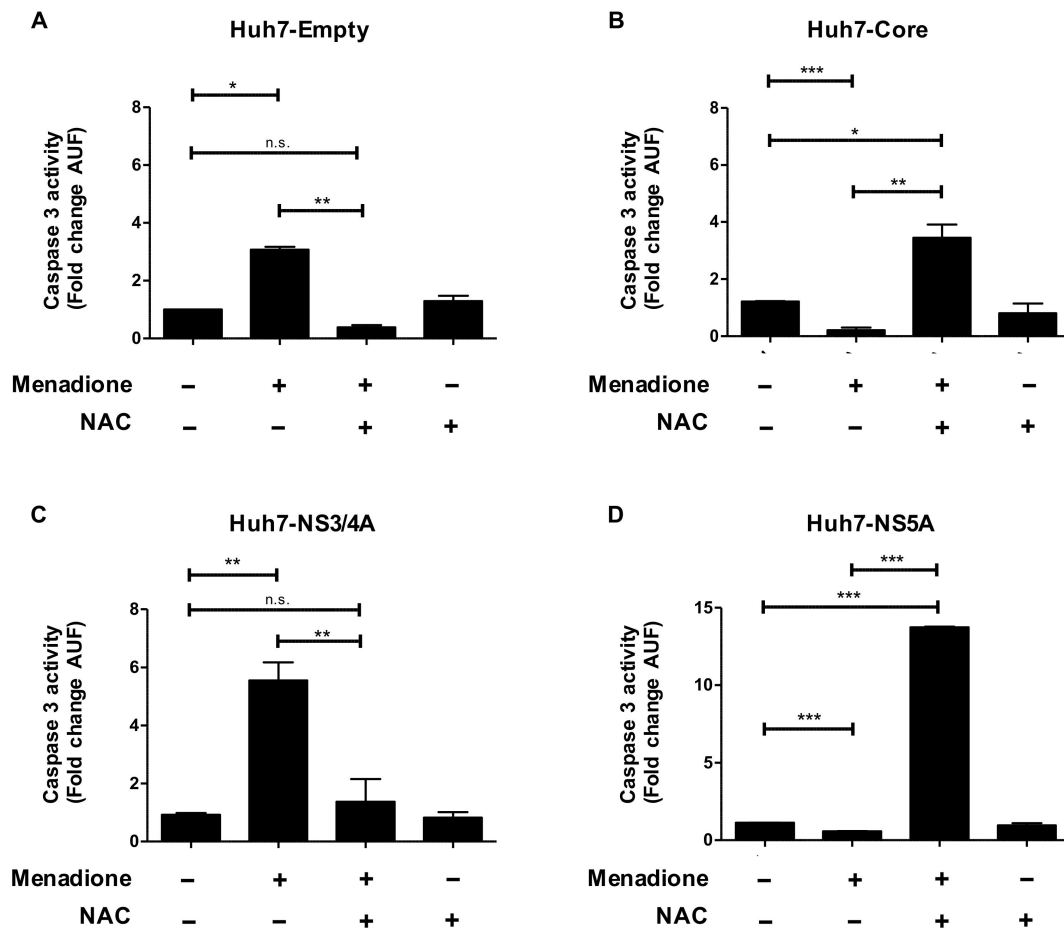 A
Huh7-Empty
*
n.s.
**
Caspase 3 activity
(Fold change AUF)
8
6
4
2
0
Menadione − + + −
NAC − − + +
B
Huh7-Core
***
*
**
Caspase 3 activity
(Fold change AUF)
8
6
4
2
0
Menadione − + + −
NAC − − + +
C
Huh7-NS3/4A
**
n.s.
**
Caspase 3 activity
(Fold change AUF)
8
6
4
2
0
Menadione − + + −
NAC − − + +
D
Huh7-NS5A
***
***
***
Caspase 3 activity
(Fold change AUF)
15
10
5
0
Menadione − + + −
NAC − − + +